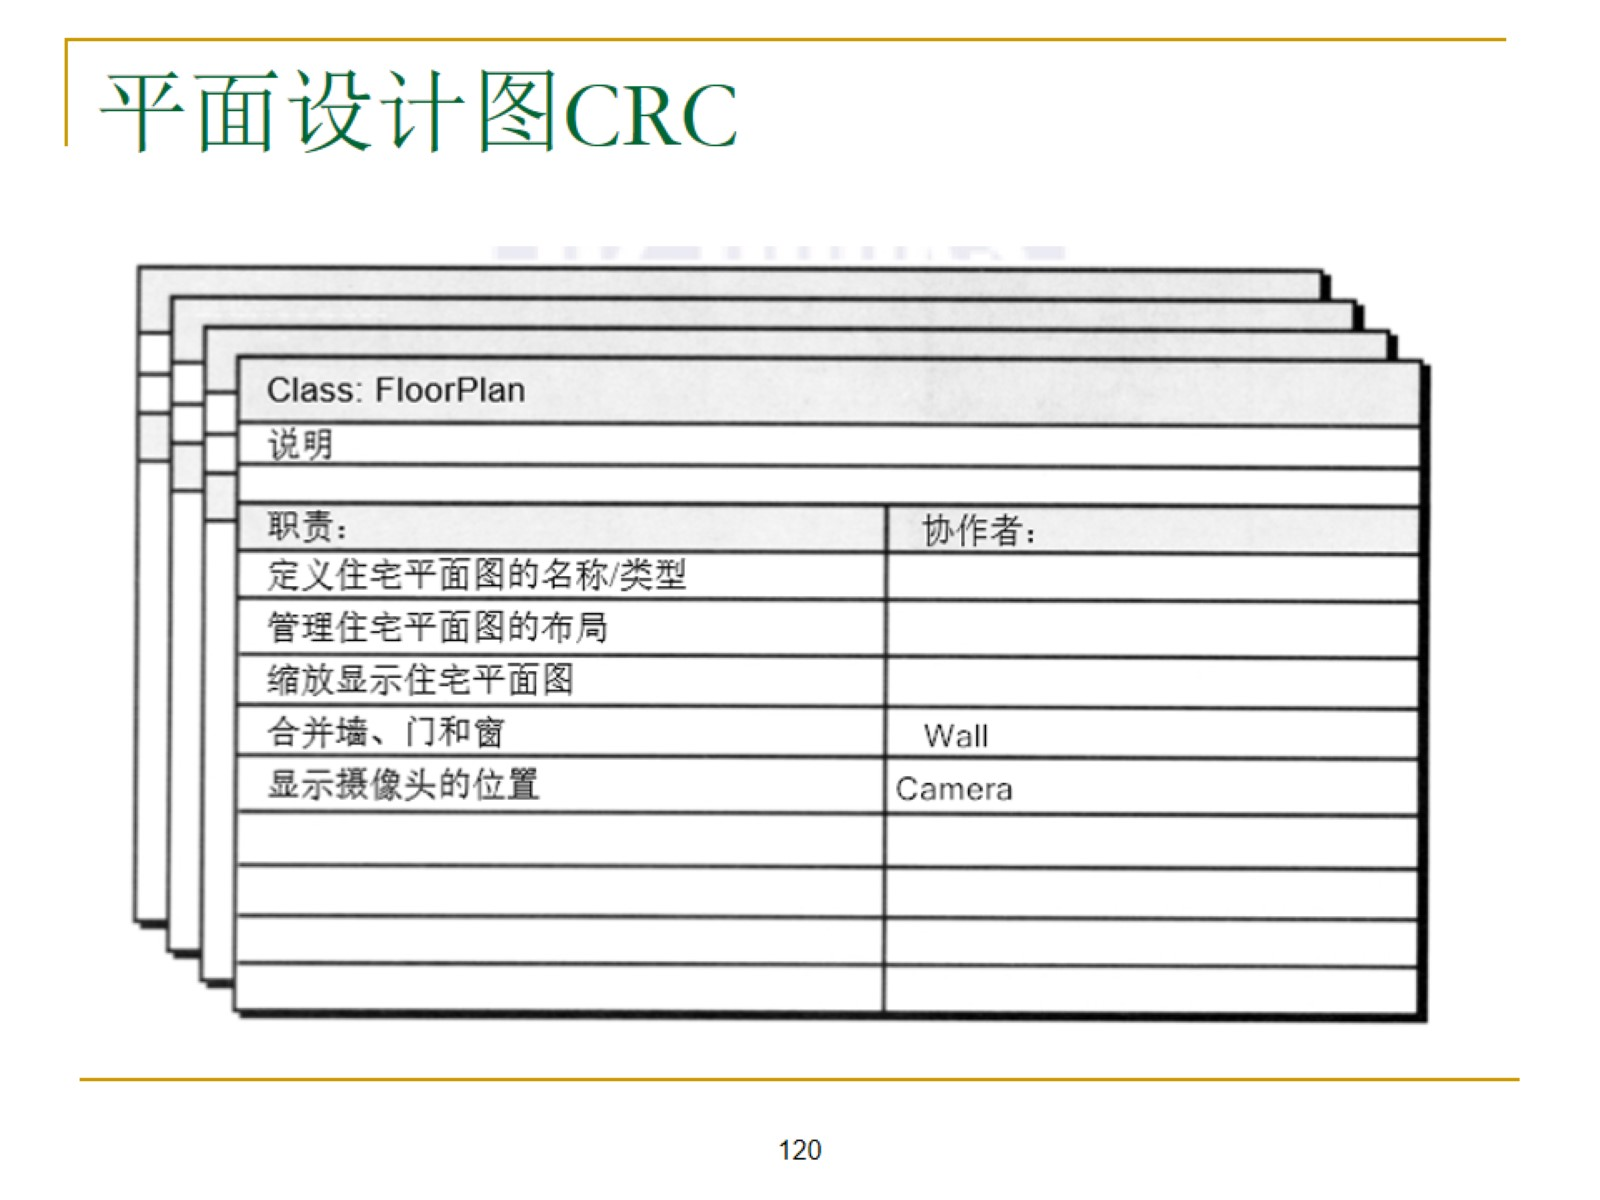 平面设计图CRC
Class: FloorPlan
说明
职责：
协作者：
定义住宅平面图的名称/类型
管理住宅平面图的布局
缩放显示住宅平面图
合并墙、门和窗
Wall
显示摄像头的位置
Camera
120